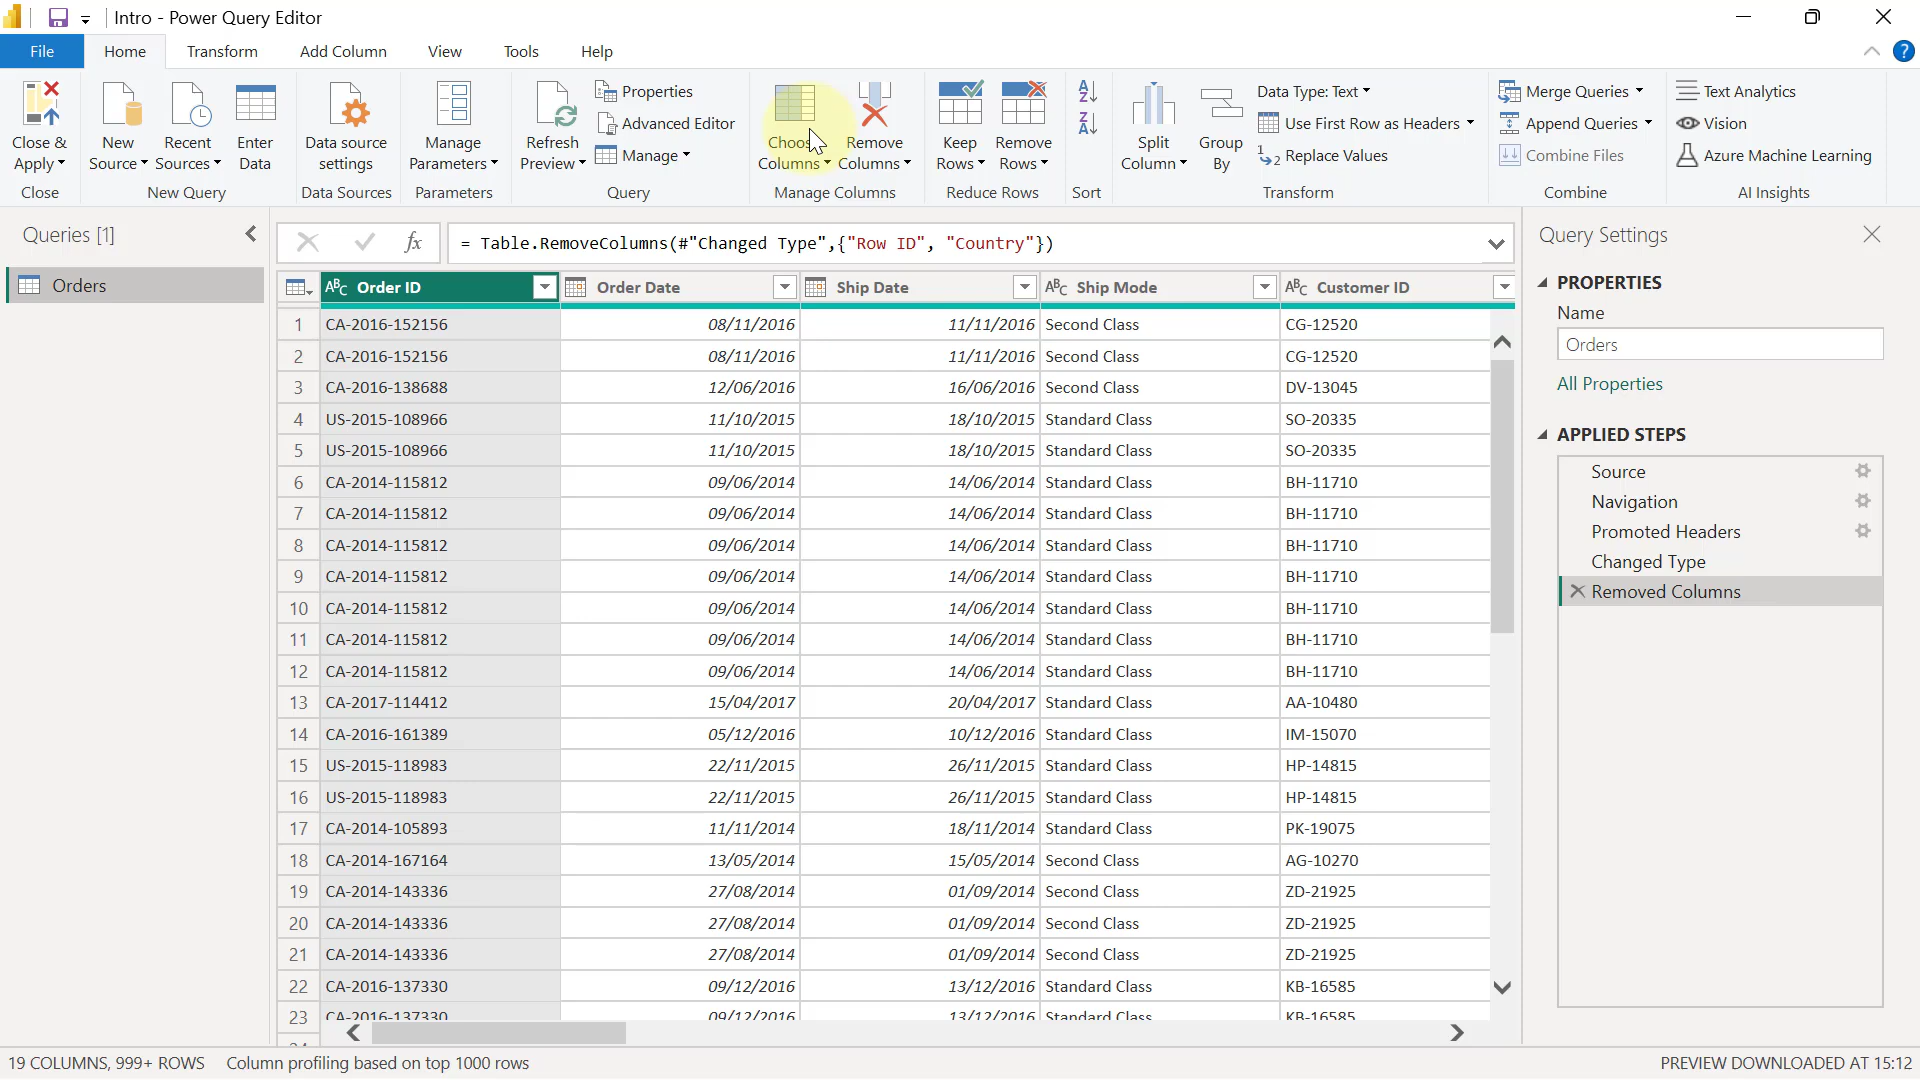 Intro - Power Query Editor
File Home Transform Add Column View Tools Help
Close & Apply
New Source
Recent Sources
Enter Data
Data source settings
Manage Parameters
Refresh Preview
Properties
Advanced Editor
Manage
Choose Columns
Remove Columns
Keep Rows
Remove Rows
Split Column
Group By
Data Type: Text
Use First Row as Headers
Replace Values
Merge Queries
Append Queries
Combine Files
Text Analytics
Vision
Azure Machine Learning
Close New Query Data Sources Parameters Query Manage Columns Reduce Rows Sort Transform Combine AI Insights
Queries [1]
Orders
fx = Table.RemoveColumns(#"Changed Type",{"Row ID", "Country"})
ABC Order ID Order Date Ship Date ABC Ship Mode ABC Customer ID
1 CA-2016-152156 08/11/2016 11/11/2016 Second Class CG-12520
2 CA-2016-152156 08/11/2016 11/11/2016 Second Class CG-12520
3 CA-2016-138688 12/06/2016 16/06/2016 Second Class DV-13045
4 US-2015-108966 11/10/2015 18/10/2015 Standard Class SO-20335
5 US-2015-108966 11/10/2015 18/10/2015 Standard Class SO-20335
6 CA-2014-115812 09/06/2014 14/06/2014 Standard Class BH-11710
7 CA-2014-115812 09/06/2014 14/06/2014 Standard Class BH-11710
8 CA-2014-115812 09/06/2014 14/06/2014 Standard Class BH-11710
9 CA-2014-115812 09/06/2014 14/06/2014 Standard Class BH-11710
10 CA-2014-115812 09/06/2014 14/06/2014 Standard Class BH-11710
11 CA-2014-115812 09/06/2014 14/06/2014 Standard Class BH-11710
12 CA-2014-115812 09/06/2014 14/06/2014 Standard Class BH-11710
13 CA-2017-114412 15/04/2017 20/04/2017 Standard Class AA-10480
14 CA-2016-161389 05/12/2016 10/12/2016 Standard Class IM-15070
15 US-2015-118983 22/11/2015 26/11/2015 Standard Class HP-14815
16 US-2015-118983 22/11/2015 26/11/2015 Standard Class HP-14815
17 CA-2014-105893 11/11/2014 18/11/2014 Standard Class PK-19075
18 CA-2014-167164 13/05/2014 15/05/2014 Second Class AG-10270
19 CA-2014-143336 27/08/2014 01/09/2014 Second Class ZD-21925
20 CA-2014-143336 27/08/2014 01/09/2014 Second Class ZD-21925
21 CA-2014-143336 27/08/2014 01/09/2014 Second Class ZD-21925
22 CA-2016-137330 09/12/2016 13/12/2016 Standard Class KB-16585
23 CA-2016-137330 09/12/2016 13/12/2016 Standard Class KB-16585
Query Settings
PROPERTIES
Name
Orders
All Properties
APPLIED STEPS
Source
Navigation
Promoted Headers
Changed Type
Removed Columns
19 COLUMNS, 999+ ROWS Column profiling based on top 1000 rows
PREVIEW DOWNLOADED AT 15:12